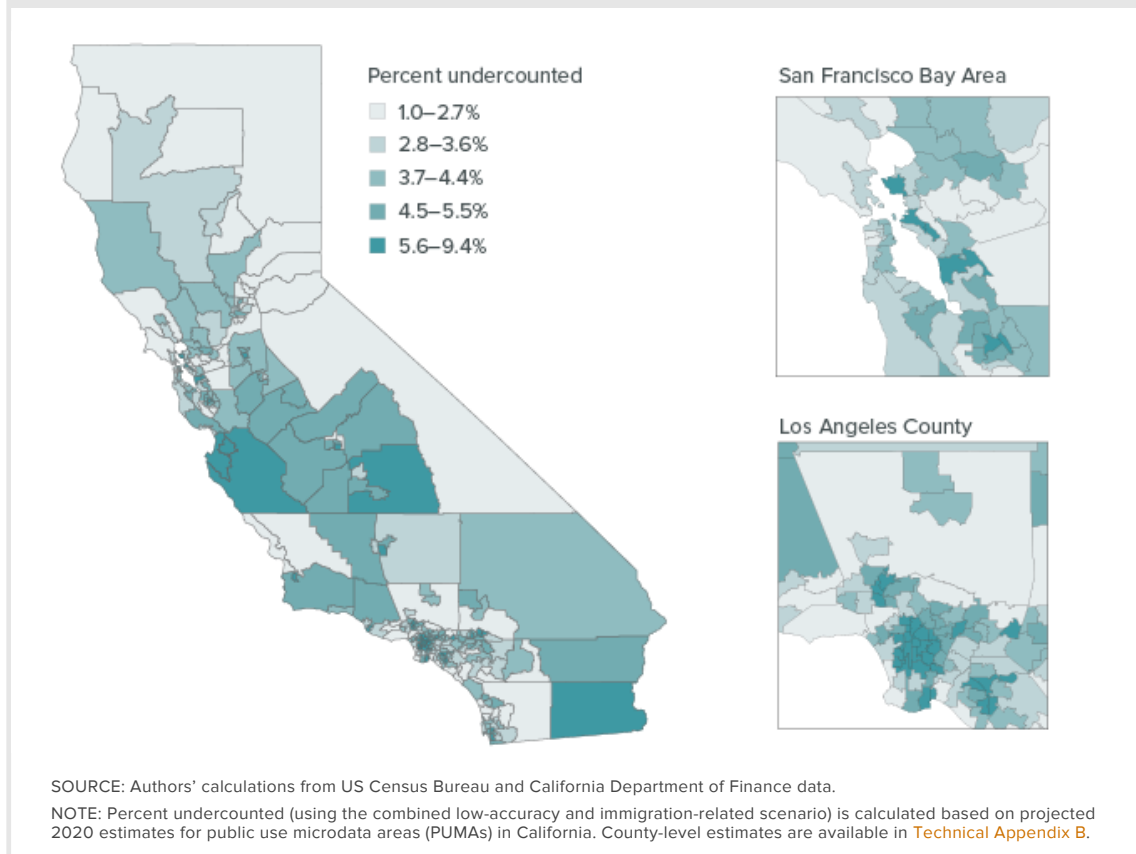 Percent undercounted
1.0–2.7%
2.8–3.6%
3.7–4.4%
4.5–5.5%
5.6–9.4%
San Francisco Bay Area
Los Angeles County
SOURCE: Authors’ calculations from US Census Bureau and California Department of Finance data.
NOTE: Percent undercounted (using the combined low-accuracy and immigration-related scenario) is calculated based on projected
2020 estimates for public use microdata areas (PUMAs) in California. County-level estimates are available in Technical Appendix B.